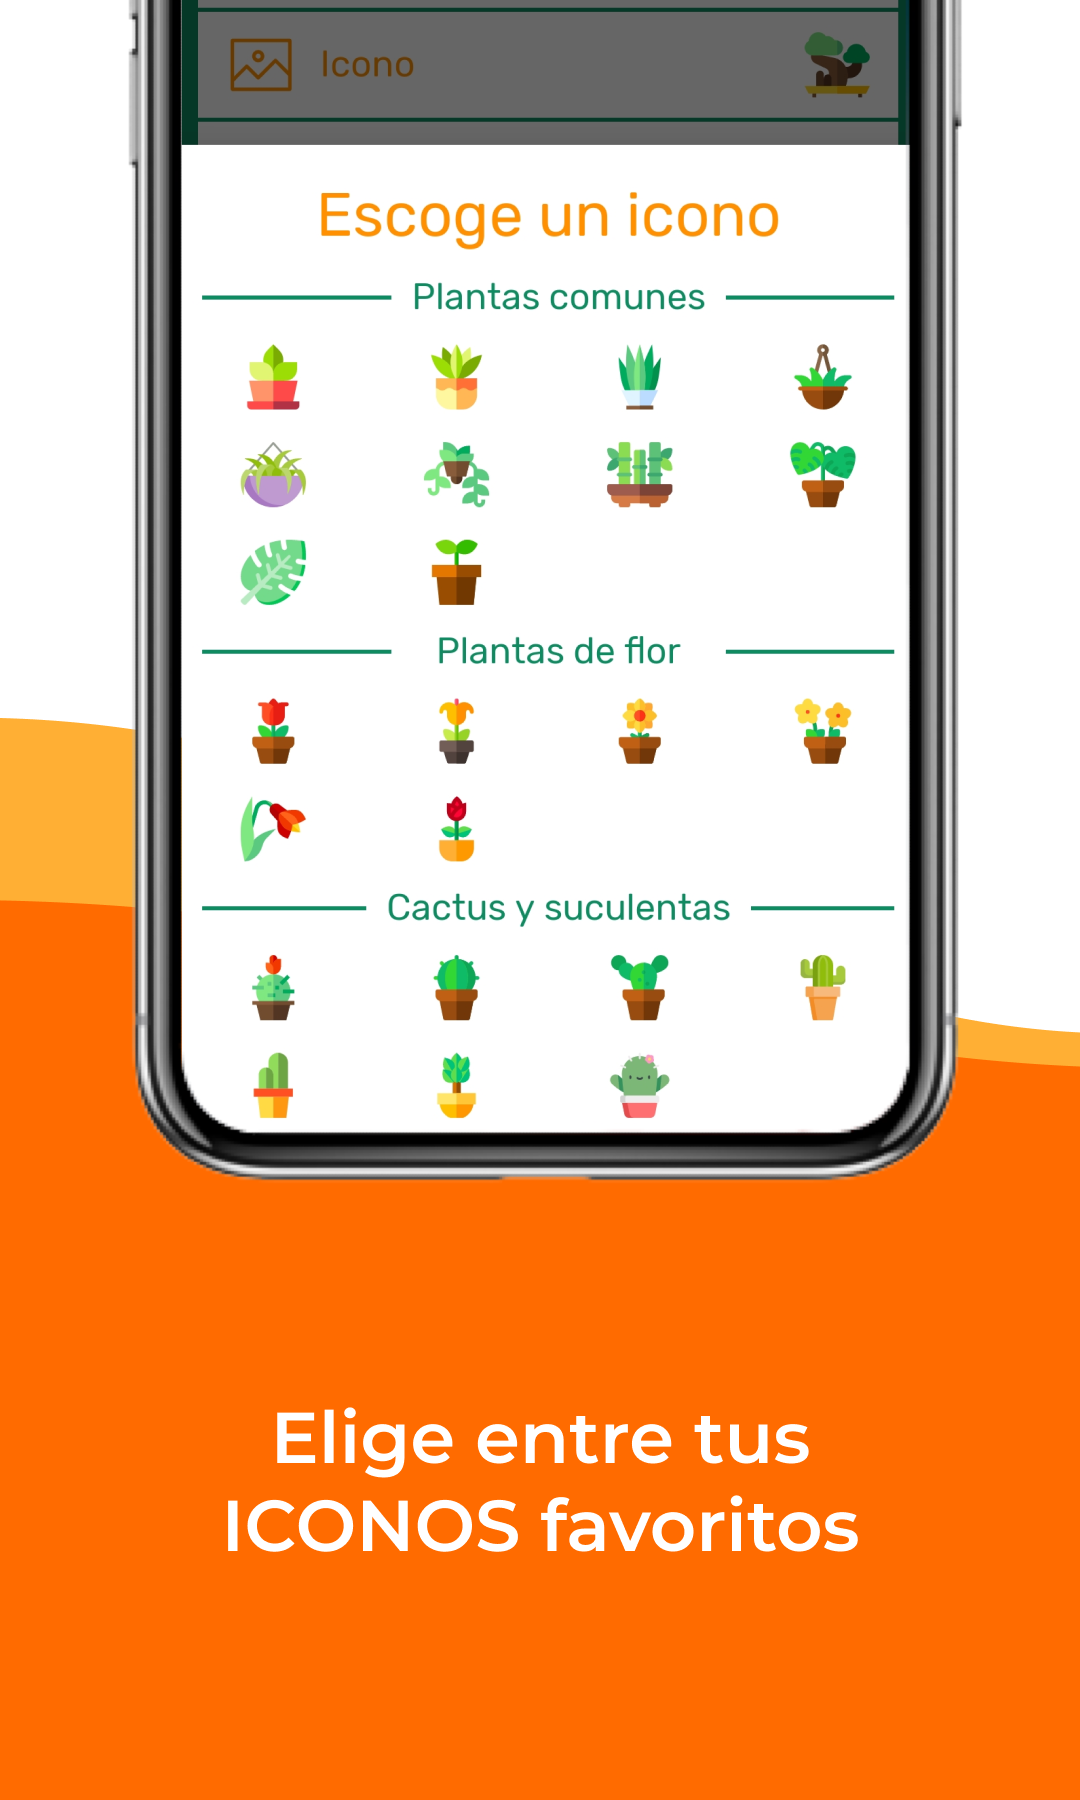 Icono
Escoge un icono
Plantas comunes
Plantas de flor
Cactus y suculentas
Elige entre tus
ICONOS favoritos